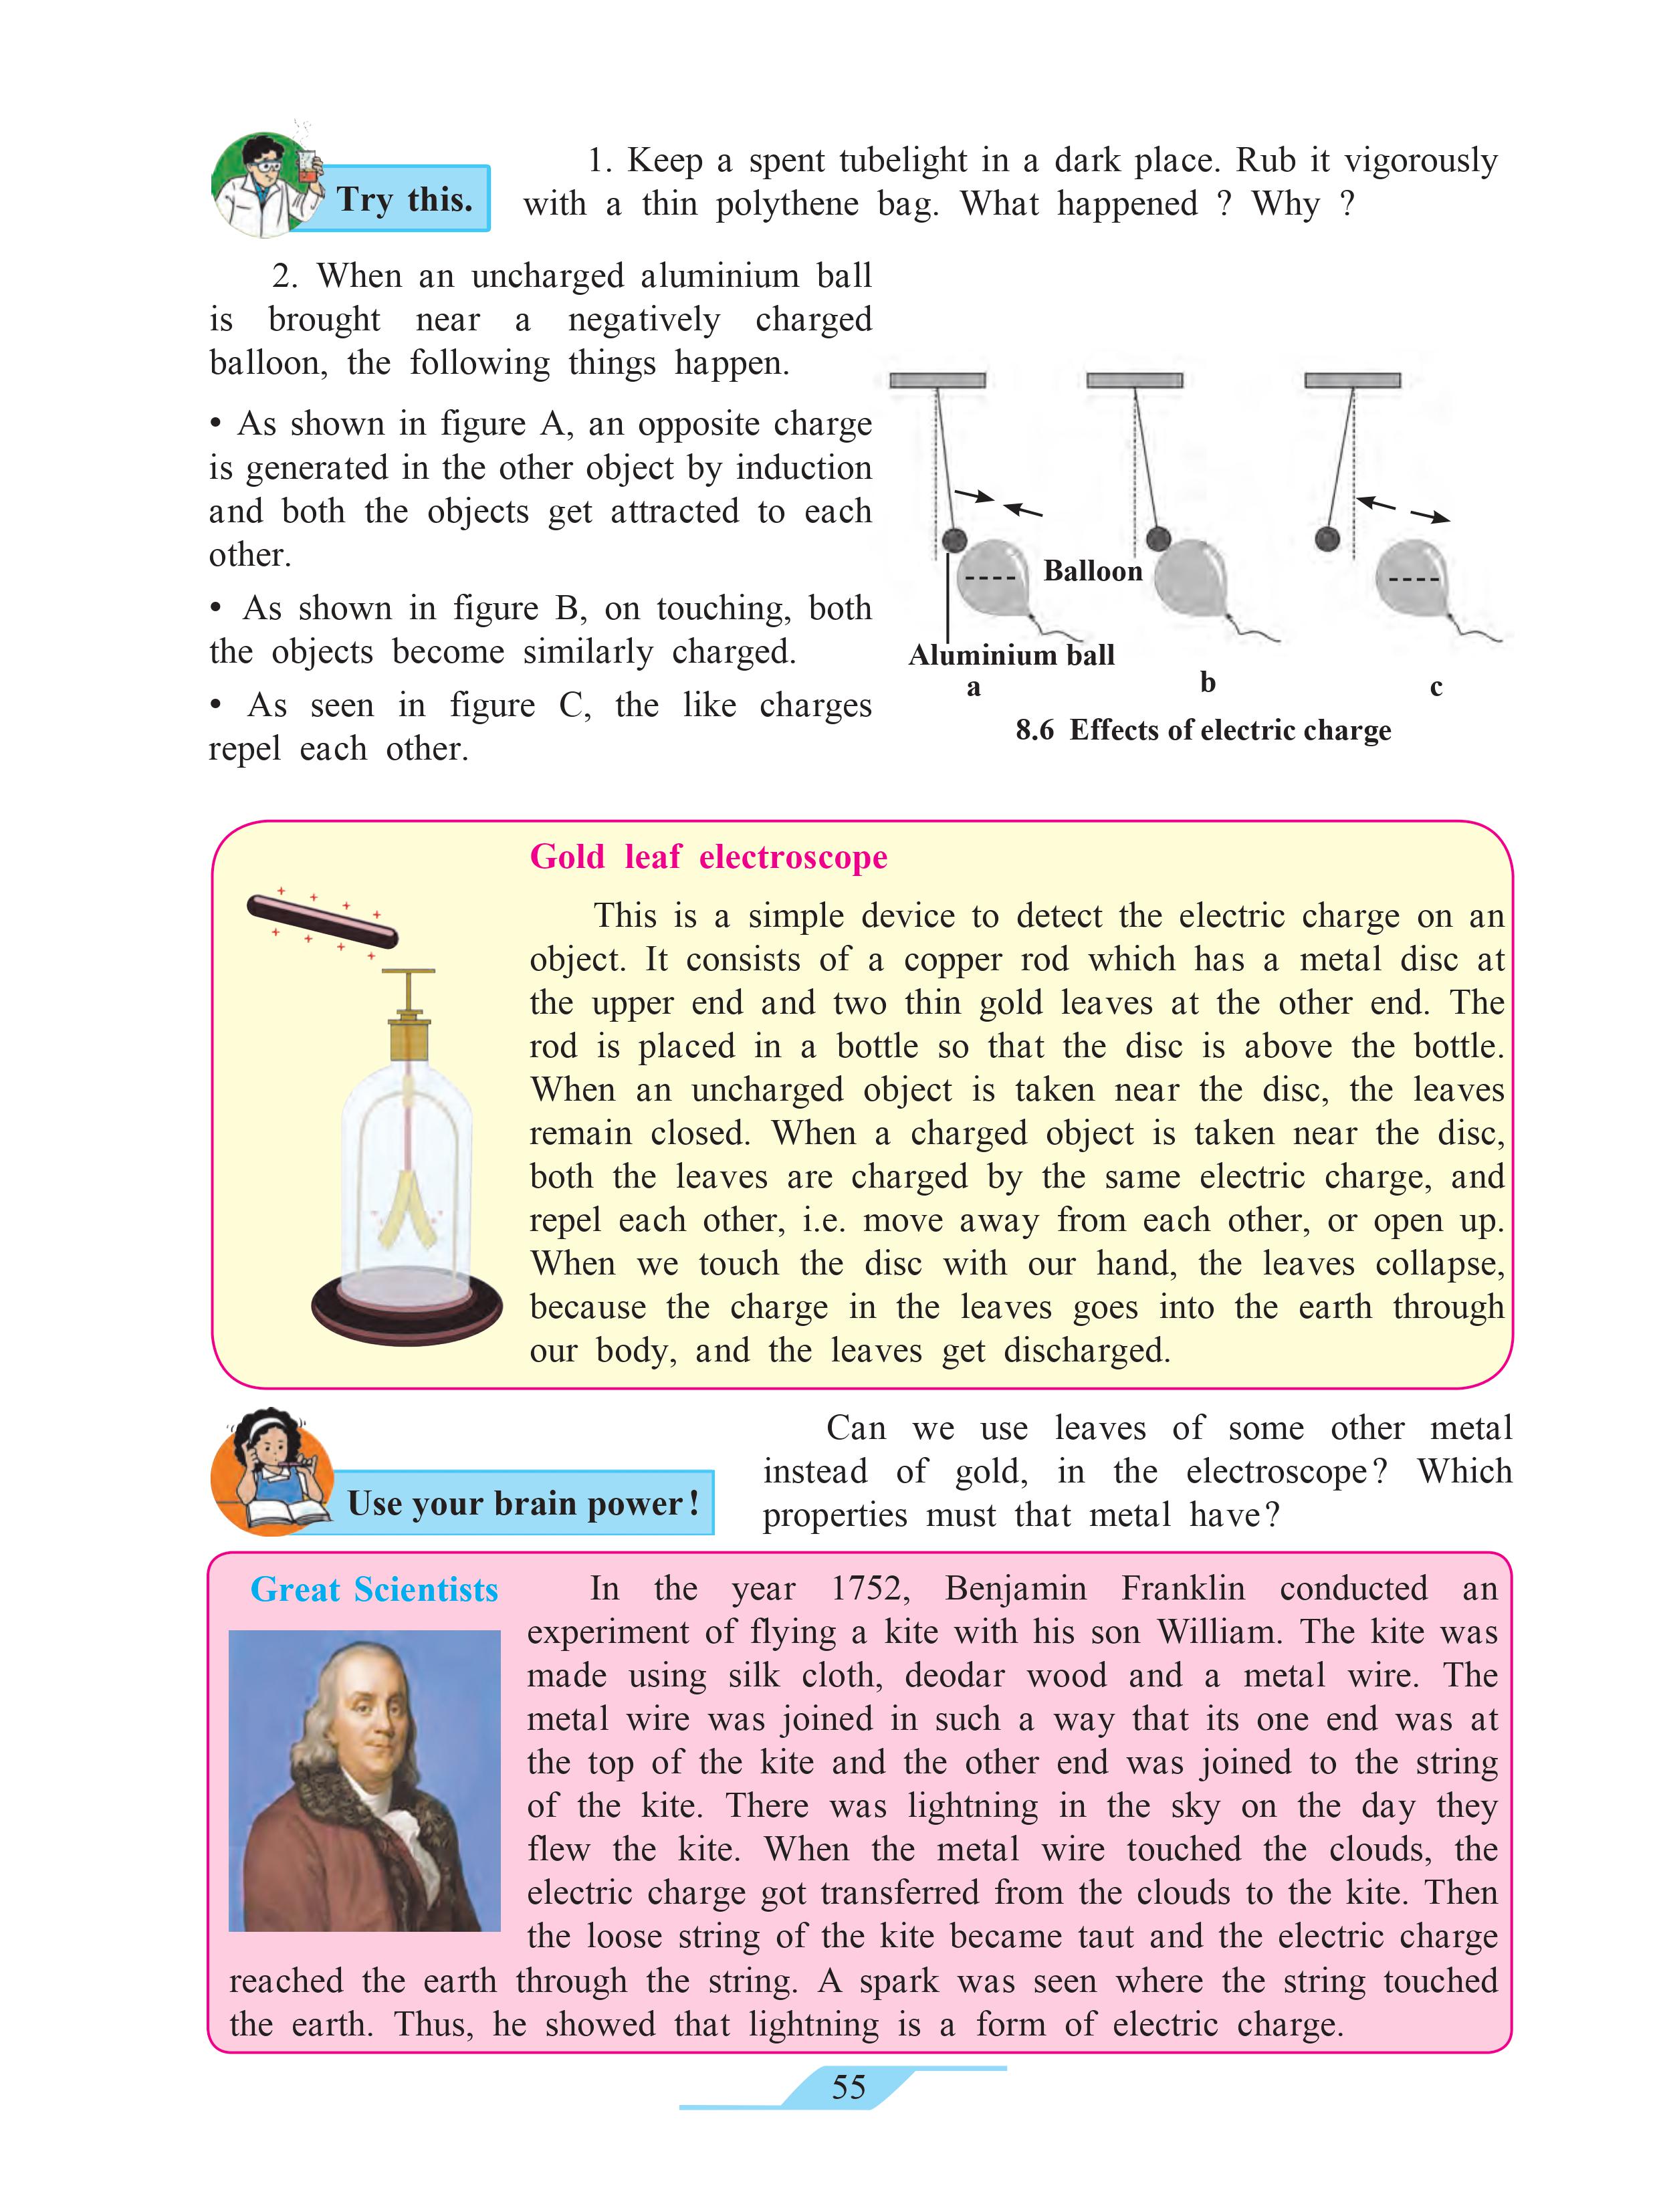 Try this.
1. Keep a spent tubelight in a dark place. Rub it vigorously
with a thin polythene bag. What happened ? Why ?
2. When an uncharged aluminium ball
is brought near a negatively charged
balloon, the following things happen.
• As shown in figure A, an opposite charge
is generated in the other object by induction
and both the objects get attracted to each
other.
• As shown in figure B, on touching, both
the objects become similarly charged.
• As seen in figure C, the like charges
repel each other.
Balloon
Aluminium ball
a
b
c
8.6 Effects of electric charge
Gold leaf electroscope
This is a simple device to detect the electric charge on an
object. It consists of a copper rod which has a metal disc at
the upper end and two thin gold leaves at the other end. The
rod is placed in a bottle so that the disc is above the bottle.
When an uncharged object is taken near the disc, the leaves
remain closed. When a charged object is taken near the disc,
both the leaves are charged by the same electric charge, and
repel each other, i.e. move away from each other, or open up.
When we touch the disc with our hand, the leaves collapse,
because the charge in the leaves goes into the earth through
our body, and the leaves get discharged.
Use your brain power !
Can we use leaves of some other metal
instead of gold, in the electroscope? Which
properties must that metal have?
Great Scientists
In the year 1752, Benjamin Franklin conducted an
experiment of flying a kite with his son William. The kite was
made using silk cloth, deodar wood and a metal wire. The
metal wire was joined in such a way that its one end was at
the top of the kite and the other end was joined to the string
of the kite. There was lightning in the sky on the day they
flew the kite. When the metal wire touched the clouds, the
electric charge got transferred from the clouds to the kite. Then
the loose string of the kite became taut and the electric charge
reached the earth through the string. A spark was seen where the string touched
the earth. Thus, he showed that lightning is a form of electric charge.
55